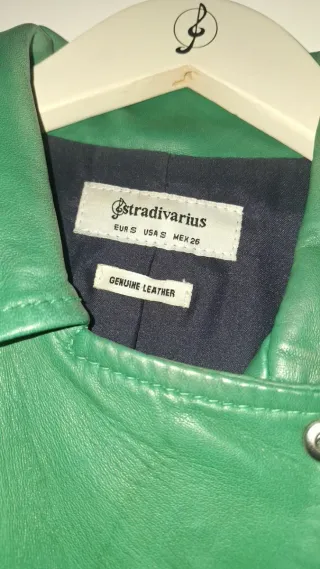 stradivarius
EUR S USA S MEX 26
GENUINE LEATHER